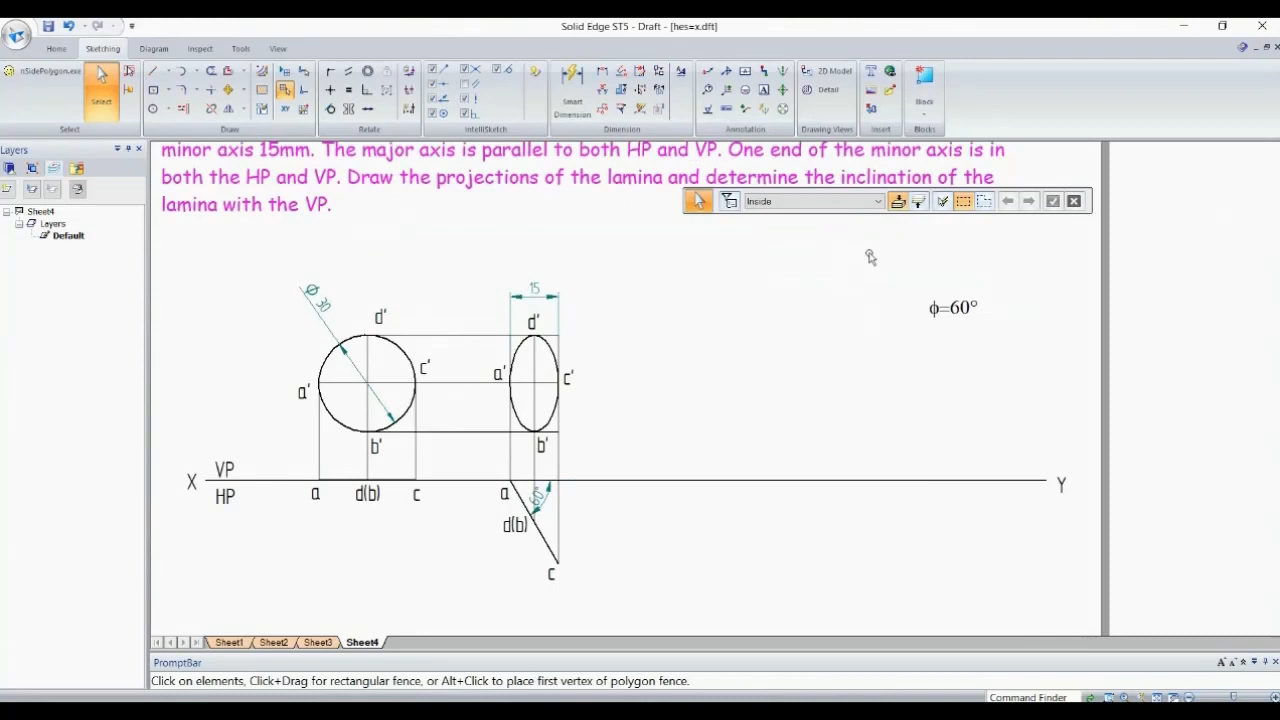 Solid Edge ST5 - Draft - [hes=x.dft]
Home Sketching Diagram Inspect Tools View
nSidePolygon.exe
Select
Smart Dimension
2D Model
Detail
Block
Select Draw Relate IntelliSketch Dimension Annotation Drawing Views Insert Blocks
Layers
Sheet4
Layers
Default
minor axis 15mm. The major axis is parallel to both HP and VP. One end of the minor axis is in
both the HP and VP. Draw the projections of the lamina and determine the inclination of the
lamina with the VP.
Inside
ϕ=60°
Ø 30
15
d'
d'
c'
a'
a'
c'
b'
b'
X
VP
HP
Y
a
d(b)
c
a
60°
d(b)
c
Sheet1 Sheet2 Sheet3 Sheet4
PromptBar
Click on elements, Click+Drag for rectangular fence, or Alt+Click to place first vertex of polygon fence.
Command Finder